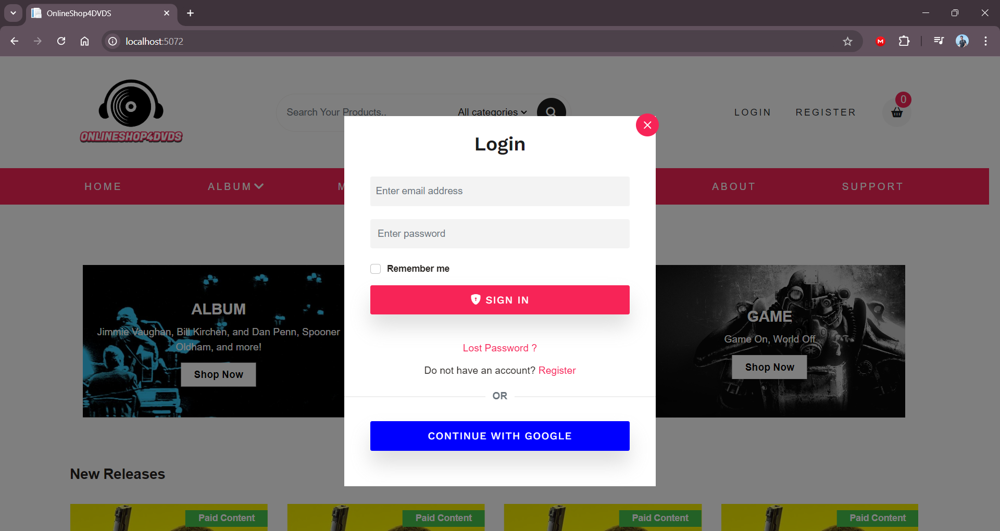 OnlineShop4DVDS
localhost:5072
ONLINESHOP4DVDS
Search Your Products..
All categories
LOGIN
REGISTER
0
HOME
ALBUM
M
ABOUT
SUPPORT
Login
Enter email address
Enter password
Remember me
SIGN IN
Lost Password ?
Do not have an account? Register
OR
CONTINUE WITH GOOGLE
ALBUM
Jimmie Vaughan, Bill Kirchen, and Dan Penn, Spooner
Oldham, and more!
Shop Now
GAME
Game On, World Off
Shop Now
New Releases
Paid Content
Paid Content
Paid Content
Paid Content